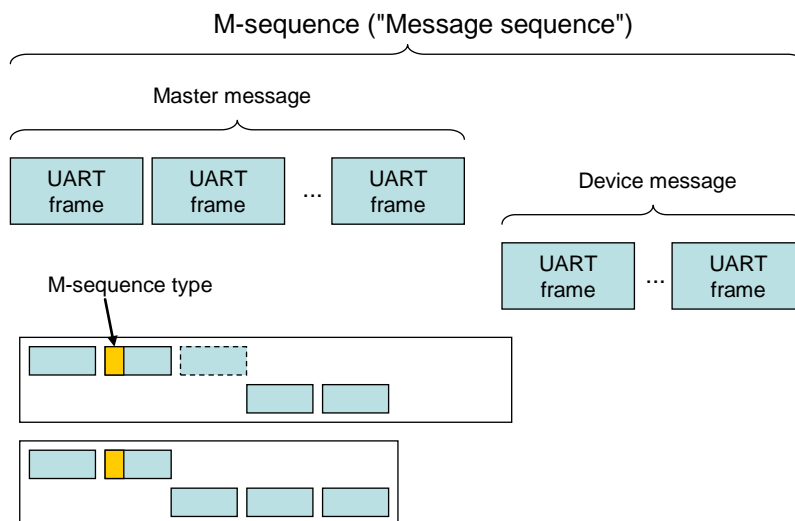 M-sequence ("Message sequence")
Master message
UART
frame
UART
frame
...
UART
frame
Device message
UART
frame
...
UART
frame
M-sequence type